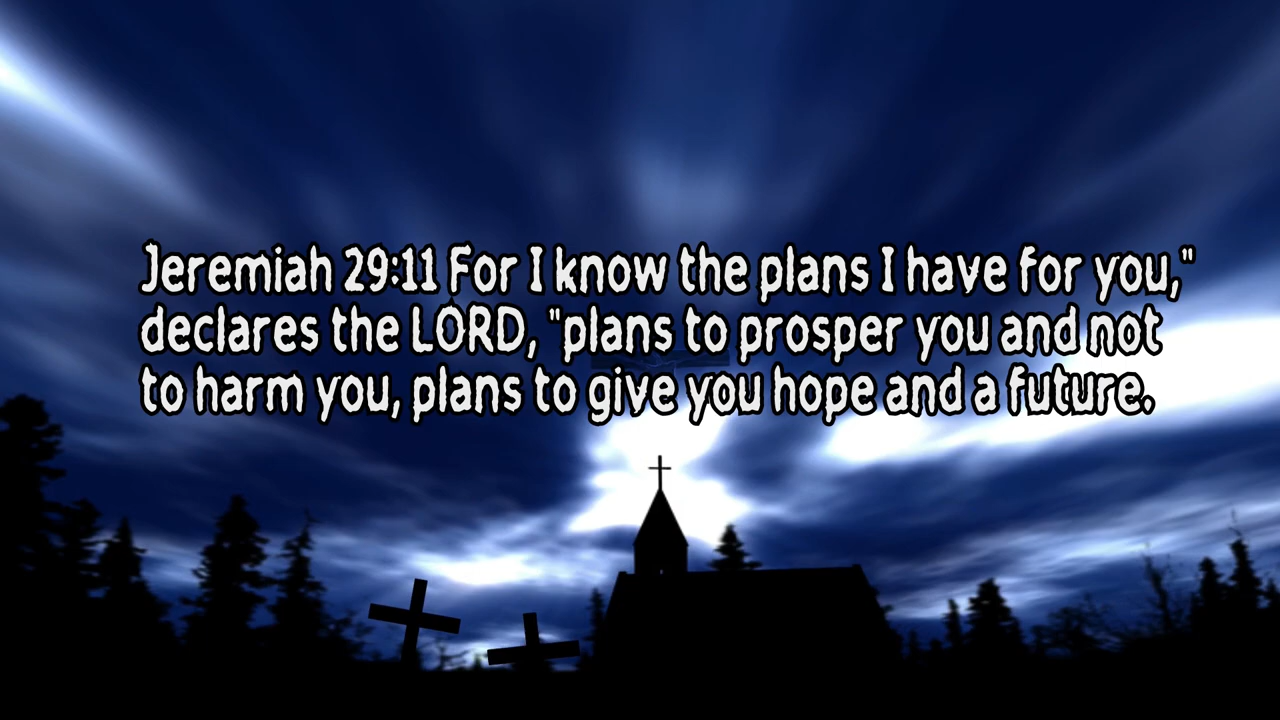 Jeremiah 29:11 For I know the plans I have for you,"
declares the LORD, "plans to prosper you and not
to harm you, plans to give you hope and a future.